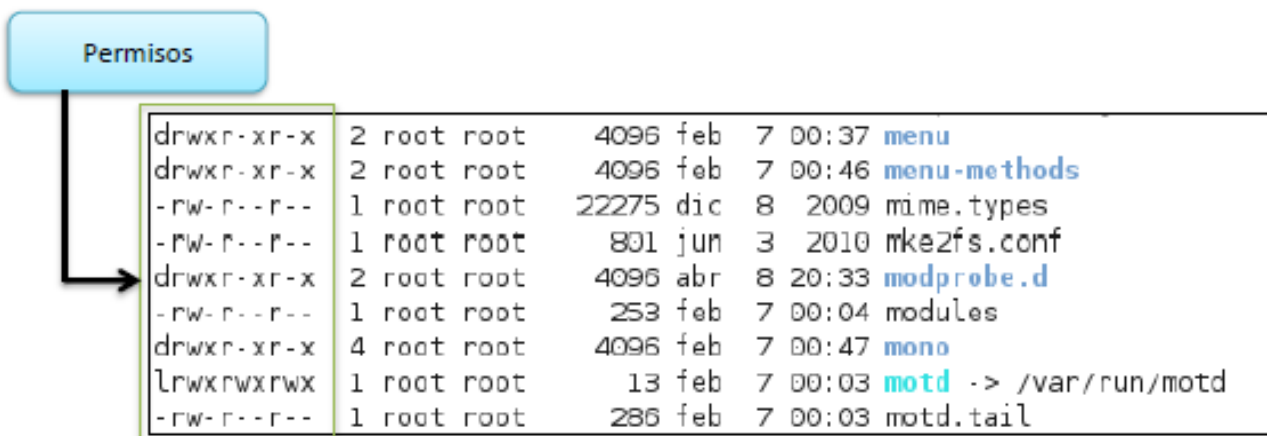 Permisos
drwxr-xr-x 2 root root 4096 feb 7 00:37 menu
drwxr-xr-x 2 root root 4096 feb 7 00:46 menu-methods
-rw-r--r-- 1 root root 22275 dic 8 2009 mime.types
-rw-r--r-- 1 root root 801 jun 3 2010 mke2fs.conf
drwxr-xr-x 2 root root 4096 abr 8 20:33 modprobe.d
-rw-r--r-- 1 root root 253 feb 7 00:04 modules
drwxr-xr-x 4 root root 4096 feb 7 00:47 mono
lrwxrwxrwx 1 root root 13 feb 7 00:03 motd -> /var/run/motd
-rw-r--r-- 1 root root 286 feb 7 00:03 motd.tail